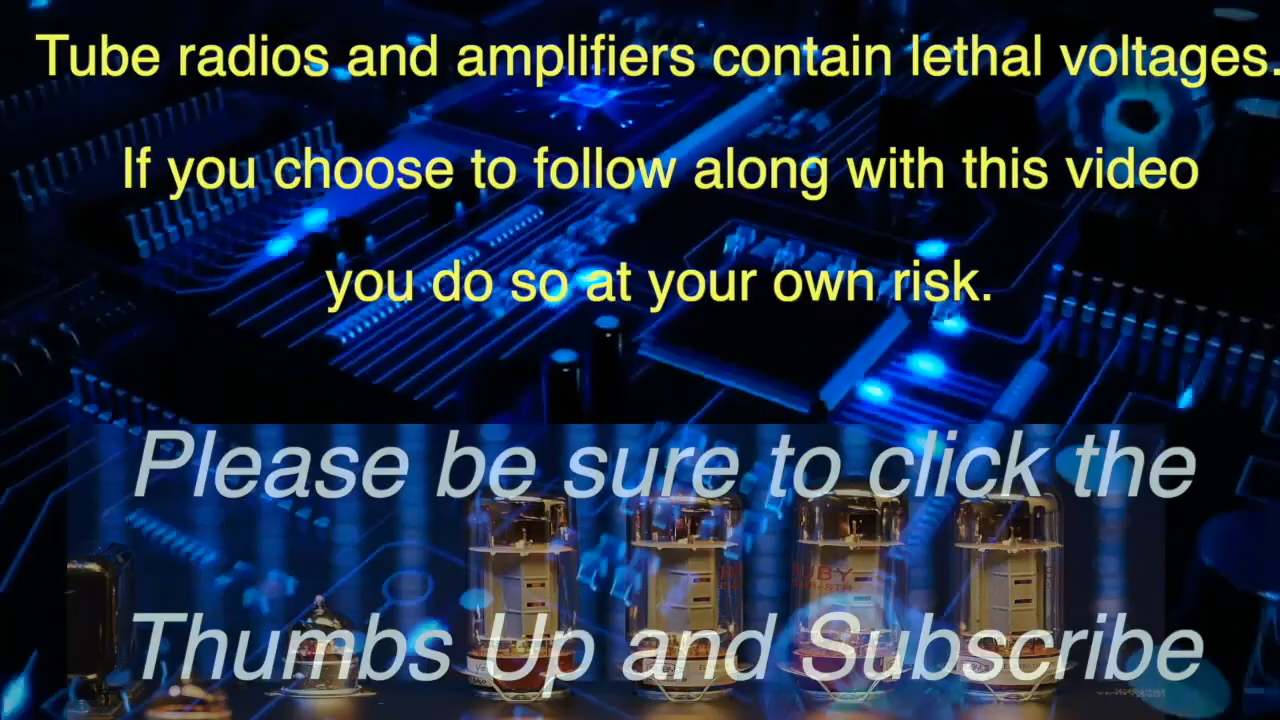 Tube radios and amplifiers contain lethal voltages.
If you choose to follow along with this video
you do so at your own risk.
Please be sure to click the
Thumbs Up and Subscribe